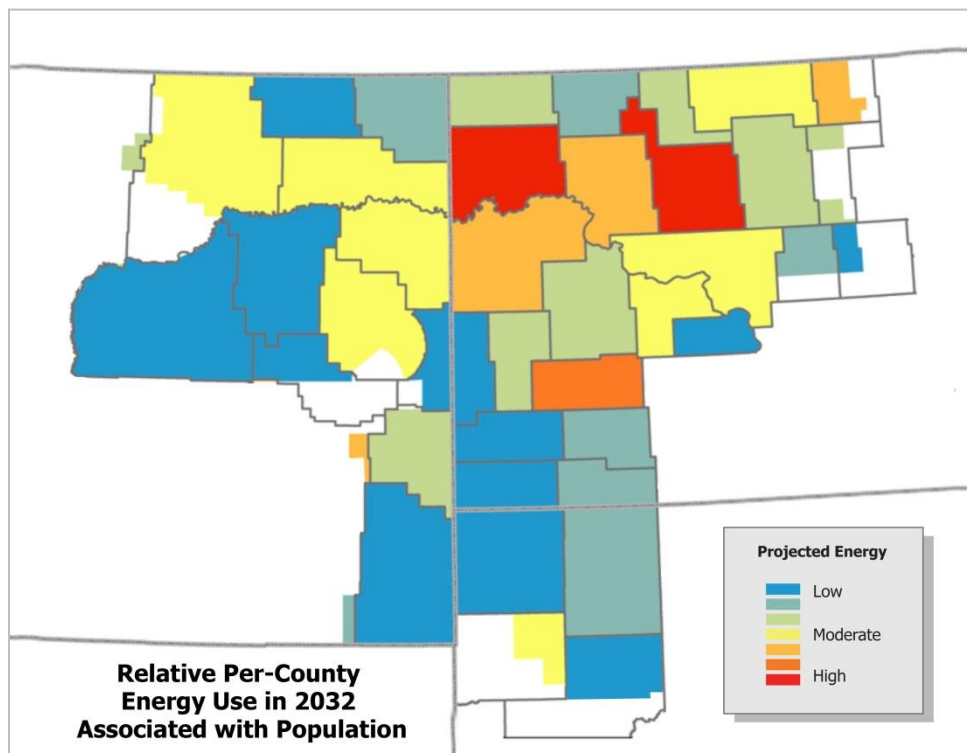 Projected Energy
Low
Moderate
High
Relative Per-County
Energy Use in 2032
Associated with Population